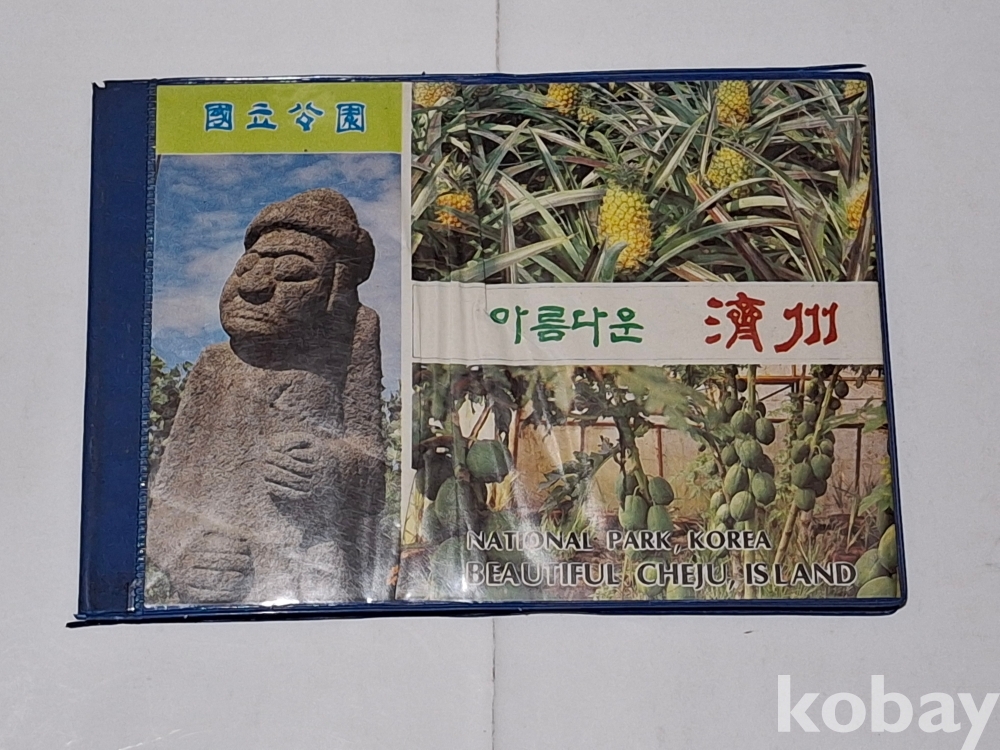 國立公園
아름다운 濟州
NATIONAL PARK, KOREA
BEAUTIFUL CHEJU, ISLAND
kobay